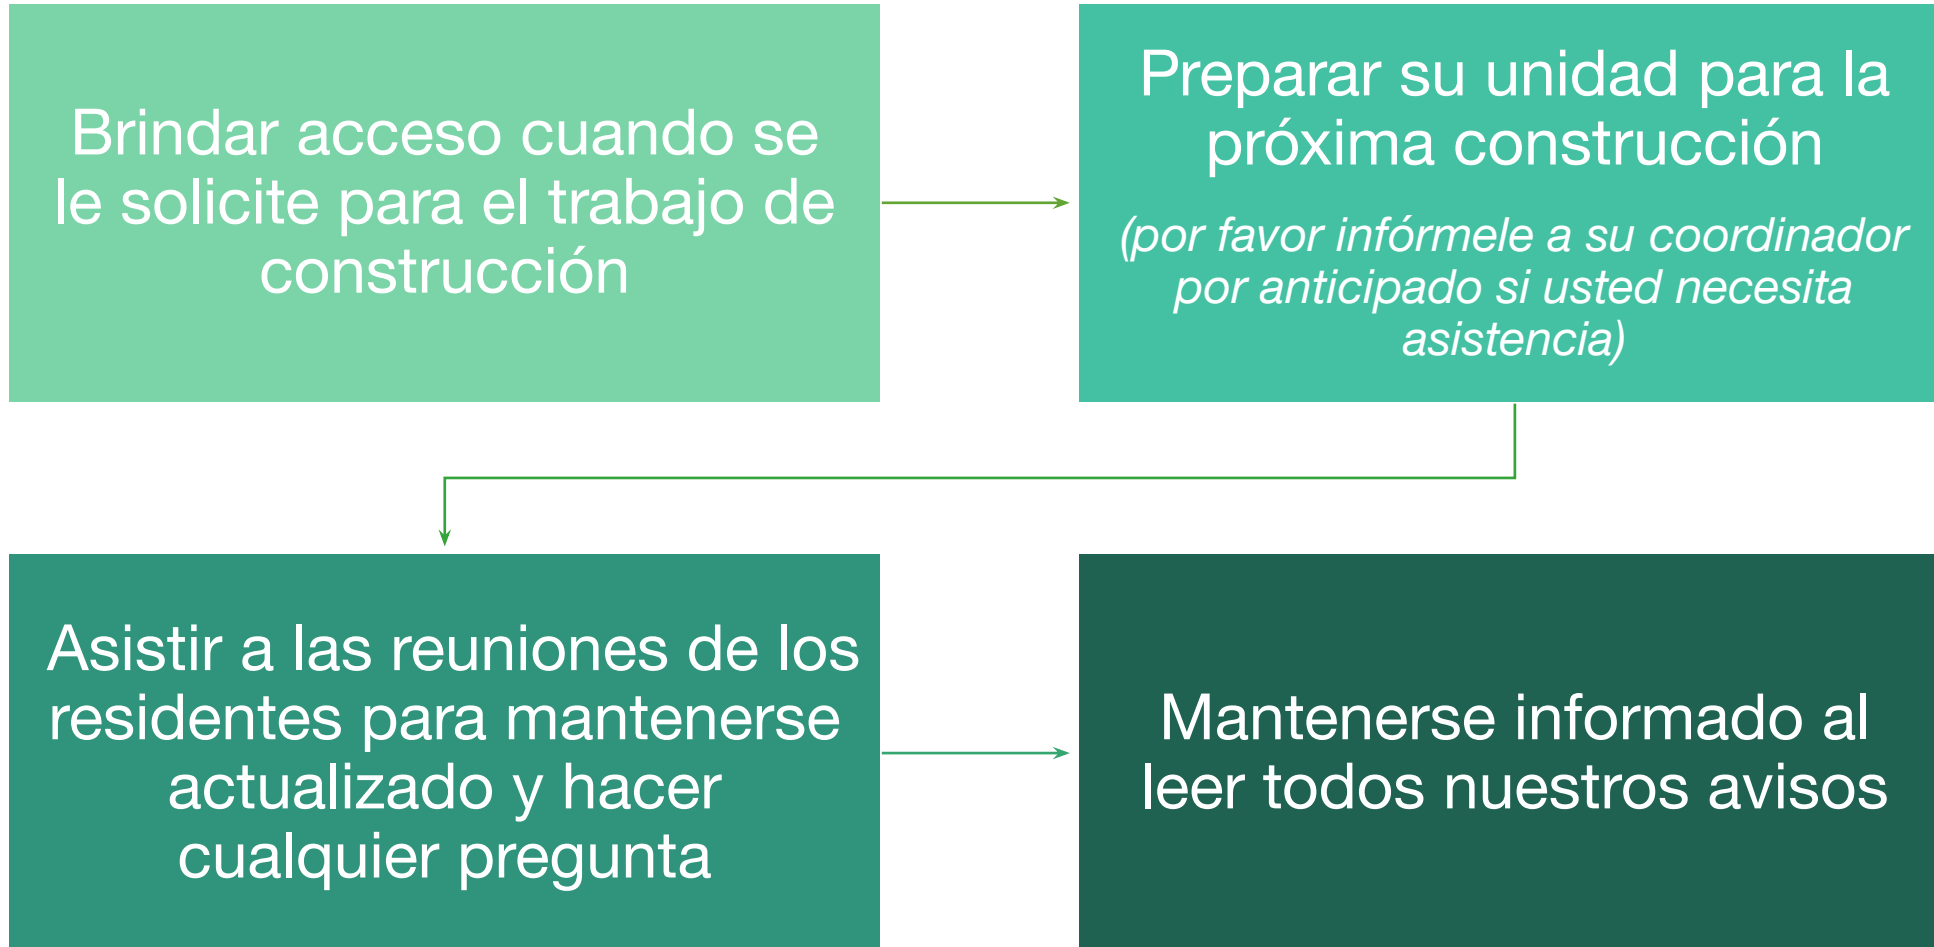 Brindar acceso cuando se
le solicite para el trabajo de
construcción
Preparar su unidad para la
próxima construcción
(por favor infórmele a su coordinador
por anticipado si usted necesita
asistencia)
Asistir a las reuniones de los
residentes para mantenerse
actualizado y hacer
cualquier pregunta
Mantenerse informado al
leer todos nuestros avisos